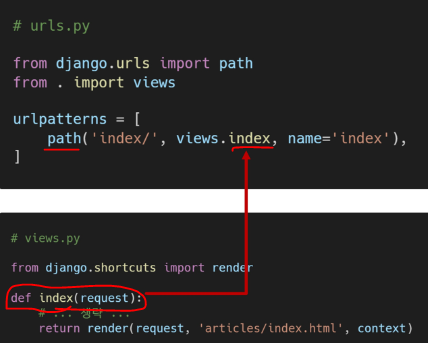 # urls.py
from django.urls import path
from . import views
urlpatterns = [
path('index/', views.index, name='index'),
]
# views.py
from django.shortcuts import render
def index(request):
# ... 생략 ...
return render(request, 'articles/index.html', context)